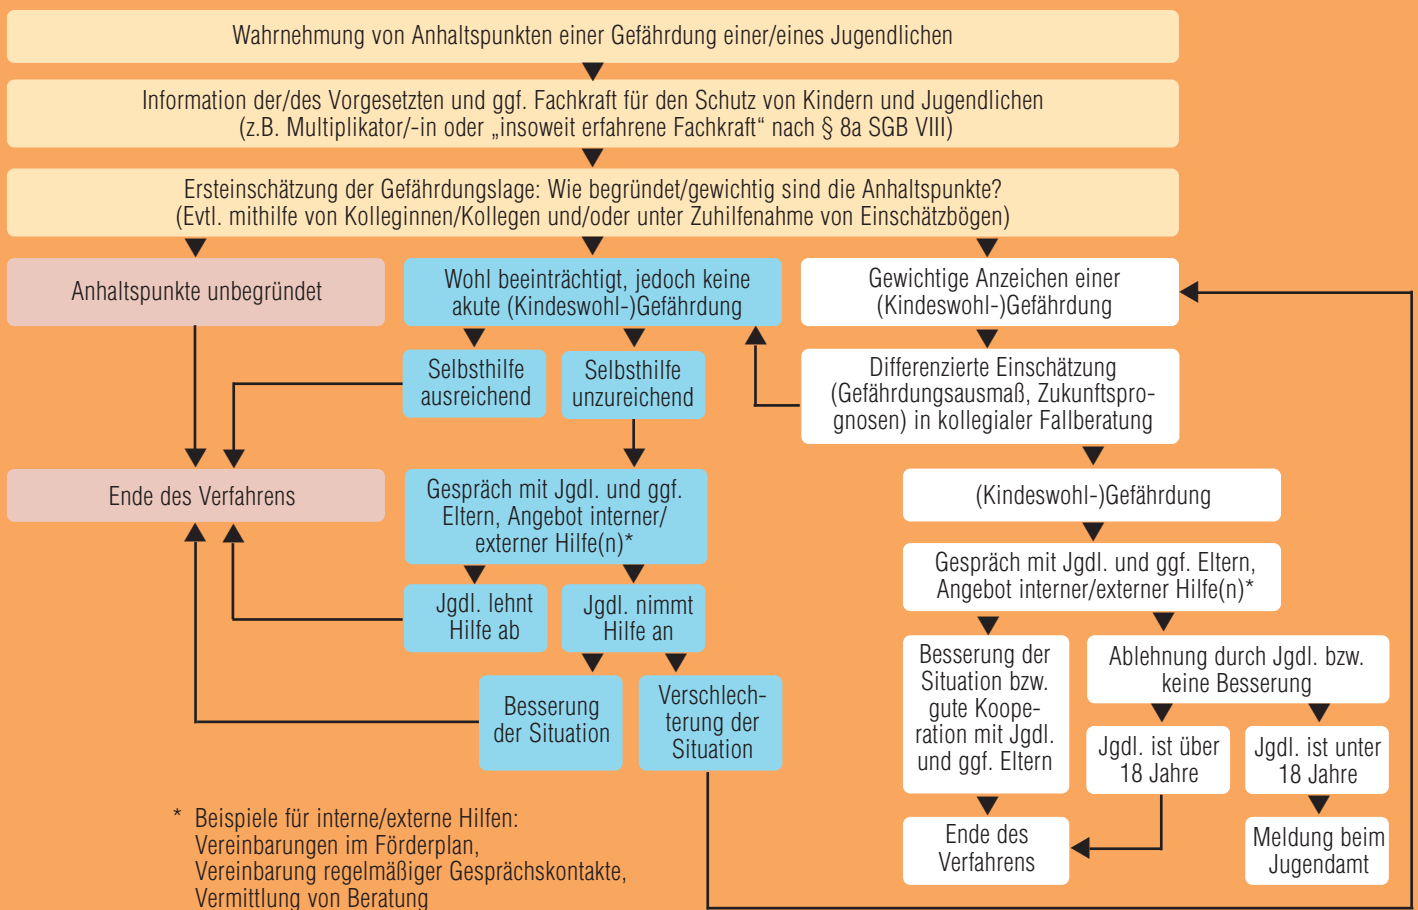 Wahrnehmung von Anhaltspunkten einer Gefährdung einer/eines Jugendlichen
Information der/des Vorgesetzten und ggf. Fachkraft für den Schutz von Kindern und Jugendlichen
(z.B. Multiplikator/-in oder „insoweit erfahrene Fachkraft“ nach § 8a SGB VIII)
Ersteinschätzung der Gefährdungslage: Wie begründet/gewichtig sind die Anhaltspunkte?
(Evtl. mithilfe von Kolleginnen/Kollegen und/oder unter Zuhilfenahme von Einschätzbögen)
Anhaltspunkte unbegründet
Ende des Verfahrens
Wohl beeinträchtigt, jedoch keine
akute (Kindeswohl-)Gefährdung
Selbsthilfe
ausreichend
Selbsthilfe
unzureichend
Gespräch mit Jgdl. und ggf.
Eltern, Angebot interner/
externer Hilfe(n)*
Jgdl. lehnt
Hilfe ab
Jgdl. nimmt
Hilfe an
Besserung
der Situation
Verschlech-
terung der
Situation
Gewichtige Anzeichen einer
(Kindeswohl-)Gefährdung
Differenzierte Einschätzung
(Gefährdungsausmaß, Zukunftspro-
gnosen) in kollegialer Fallberatung
(Kindeswohl-)Gefährdung
Gespräch mit Jgdl. und ggf. Eltern,
Angebot interner/externer Hilfe(n)*
Besserung der
Situation bzw.
gute Koope-
ration mit Jgdl.
und ggf. Eltern
Ablehnung durch Jgdl. bzw.
keine Besserung
Jgdl. ist über
18 Jahre
Jgdl. ist unter
18 Jahre
Ende des
Verfahrens
Meldung beim
Jugendamt
* Beispiele für interne/externe Hilfen:
Vereinbarungen im Förderplan,
Vereinbarung regelmäßiger Gesprächskontakte,
Vermittlung von Beratung